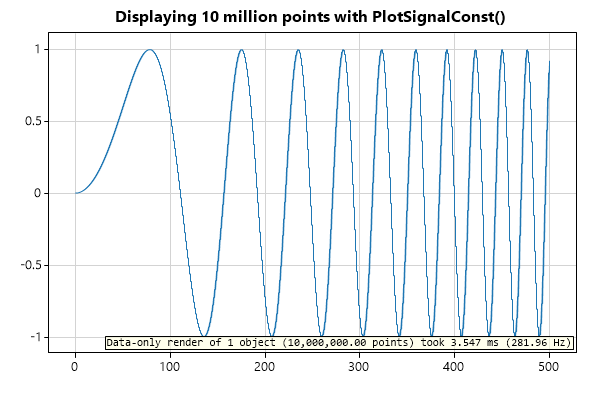 Displaying 10 million points with PlotSignalConst()
1
0.5
0
-0.5
-1
Data-only render of 1 object (10,000,000.00 points) took 3.547 ms (281.96 Hz)
0 100 200 300 400 500